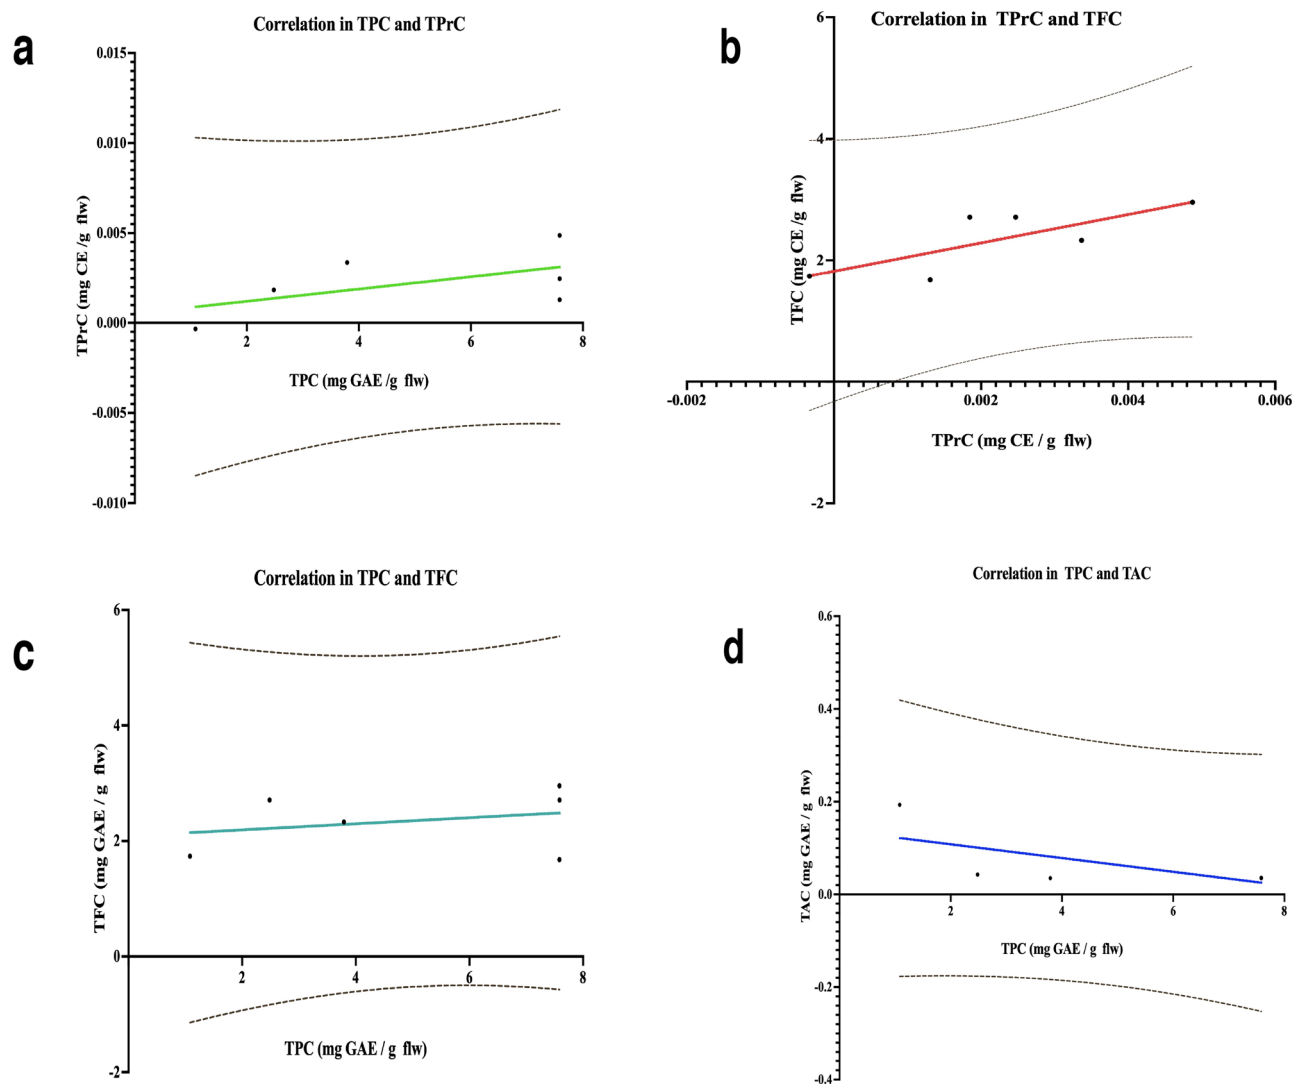 a
Correlation in TPC and TPrC
0.015
0.010
0.005
0.000
-0.005
-0.010
2
4
6
8
TPrC (mg CE /g flw)
TPC (mg GAE /g flw)
b
Correlation in TPrC and TFC
6
4
2
-2
-0.002
0.002
0.004
0.006
TFC (mg CE /g flw)
TPrC (mg CE / g flw)
c
Correlation in TPC and TFC
6
4
2
0
-2
2
4
6
8
TFC (mg GAE / g flw)
TPC (mg GAE / g flw)
d
Correlation in TPC and TAC
0.6
0.4
0.2
0.0
-0.2
-0.4
2
4
6
8
TAC (mg GAE / g flw)
TPC (mg GAE / g flw)